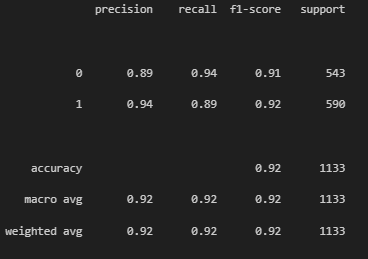 precision recall f1-score support
0 0.89 0.94 0.91 543
1 0.94 0.89 0.92 590
accuracy 0.92 1133
macro avg 0.92 0.92 0.92 1133
weighted avg 0.92 0.92 0.92 1133